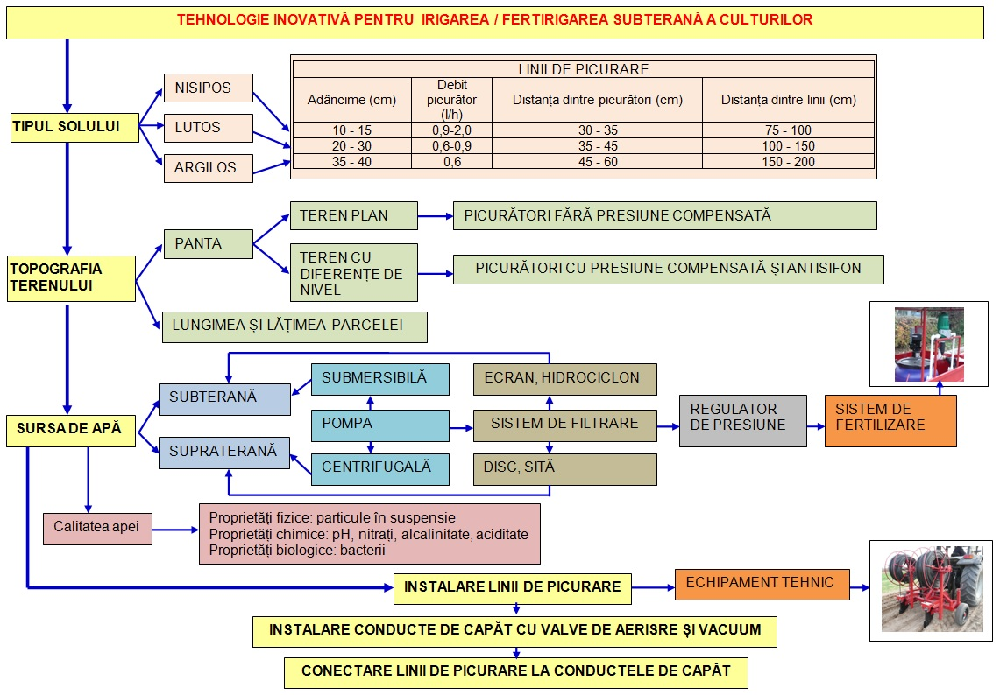 TEHNOLOGIE INOVATIVĂ PENTRU IRIGAREA / FERTIRIGAREA SUBTERANĂ A CULTURILOR
TIPUL SOLULUI
NISIPOS
LUTOS
ARGILOS
LINII DE PICURARE
Adâncime (cm)
Debit
picurător
(l/h)
Distanța dintre picurători (cm)
Distanța dintre linii (cm)
10 - 15 0,9-2,0 30 - 35 75 - 100
20 - 30 0,6-0,9 35 - 45 100 - 150
35 - 40 0,6 45 - 60 150 - 200
TOPOGRAFIA
TERENULUI
PANTA
TEREN PLAN
PICURĂTORI FĂRĂ PRESIUNE COMPENSATĂ
TEREN CU
DIFERENȚE DE
NIVEL
PICURĂTORI CU PRESIUNE COMPENSATĂ ȘI ANTISIFON
LUNGIMEA ȘI LĂȚIMEA PARCELEI
SURSA DE APĂ
SUBTERANĂ
SUPRATERANĂ
SUBMERSIBILĂ
POMPA
CENTRIFUGALĂ
ECRAN, HIDROCICLON
SISTEM DE FILTRARE
DISC, SITĂ
REGULATOR
DE PRESIUNE
SISTEM DE
FERTILIZARE
Calitatea apei
Proprietăți fizice: particule în suspensie
Proprietăți chimice: pH, nitrați, alcalinitate, aciditate
Proprietăți biologice: bacterii
INSTALARE LINII DE PICURARE
ECHIPAMENT TEHNIC
INSTALARE CONDUCTE DE CAPĂT CU VALVE DE AERISRE ȘI VACUUM
CONECTARE LINII DE PICURARE LA CONDUCTELE DE CAPĂT